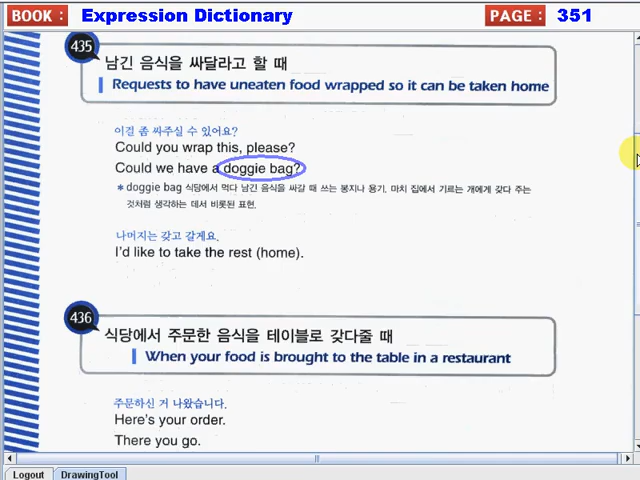 BOOK : Expression Dictionary PAGE : 351
435
남긴 음식을 싸달라고 할 때
Requests to have uneaten food wrapped so it can be taken home
이걸 좀 싸주실 수 있어요?
Could you wrap this, please?
Could we have a doggie bag?
* doggie bag 식당에서 먹다 남긴 음식을 싸갈 때 쓰는 봉지나 용기. 마치 집에서 기르는 개에게 갖다 주는
것처럼 생각하는 데서 비롯된 표현.
나머지는 갖고 갈게요.
I'd like to take the rest (home).
436
식당에서 주문한 음식을 테이블로 갖다줄 때
When your food is brought to the table in a restaurant
주문하신 거 나왔습니다.
Here's your order.
There you go.
Logout DrawingTool